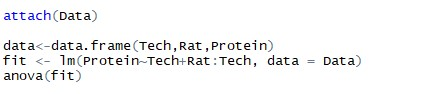 attach(Data)
data<-data.frame(Tech,Rat,Protein)
fit <- lm(Protein~Tech+Rat:Tech, data = Data)
anova(fit)